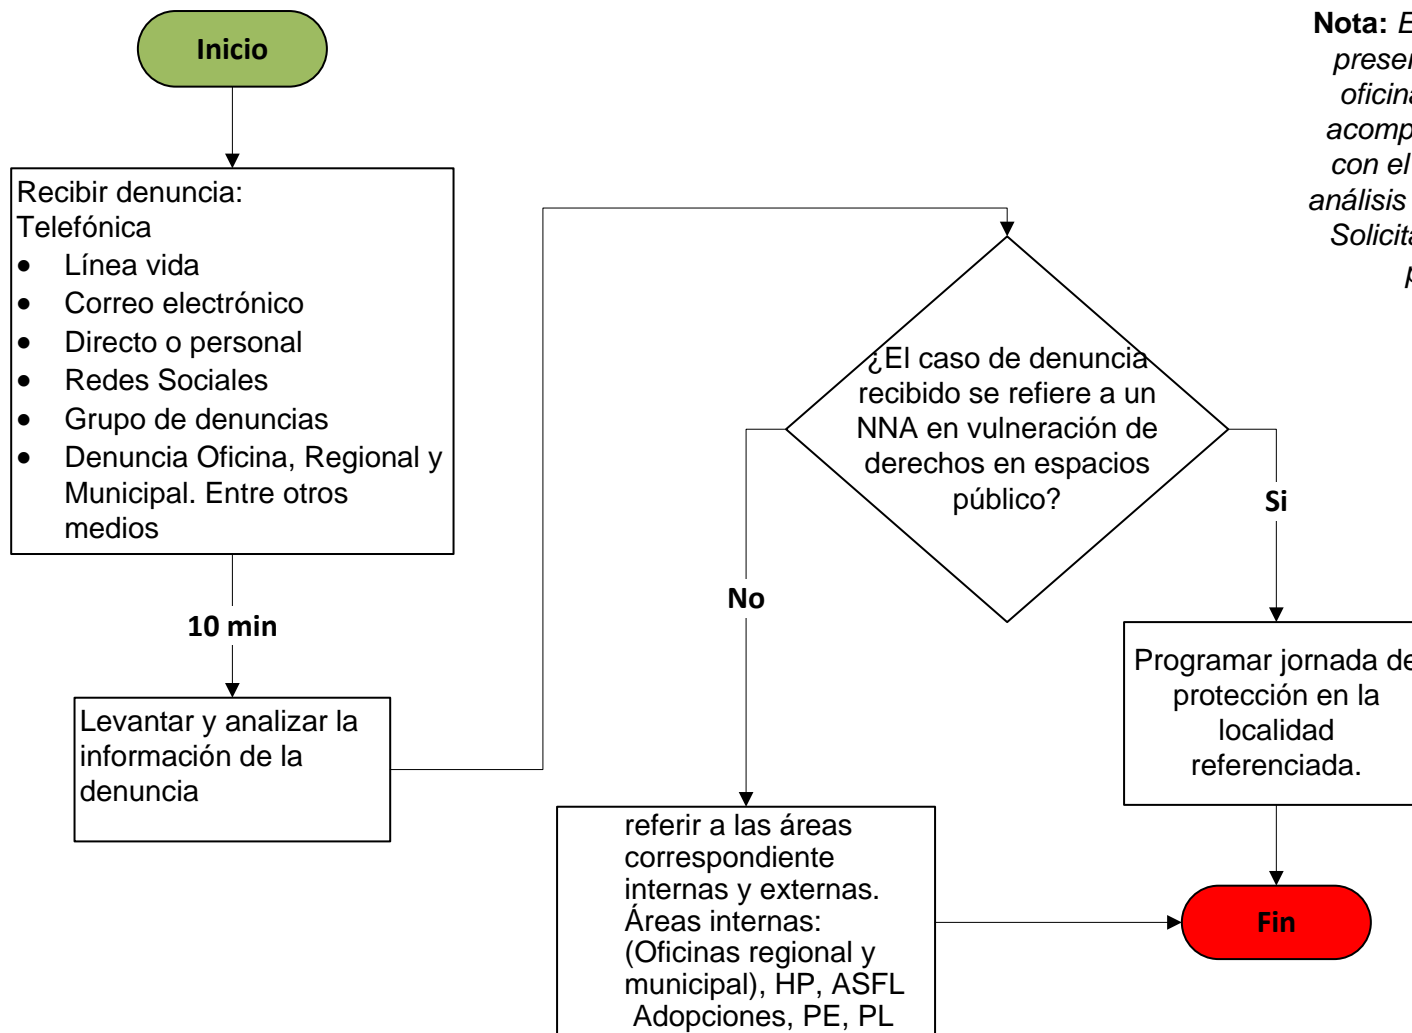 Inicio
Recibir denuncia:
Telefónica
• Línea vida
• Correo electrónico
• Directo o personal
• Redes Sociales
• Grupo de denuncias
• Denuncia Oficina, Regional y
Municipal. Entre otros
medios
10 min
Levantar y analizar la
información de la
denuncia
¿El caso de denuncia
recibido se refiere a un
NNA en vulneración de
derechos en espacios
público?
No
Si
referir a las áreas
correspondiente
internas y externas.
Áreas internas:
(Oficinas regional y
municipal), HP, ASFL
Adopciones, PE, PL
Programar jornada de
protección en la
localidad
referenciada.
Fin
Nota:
con el
análisis